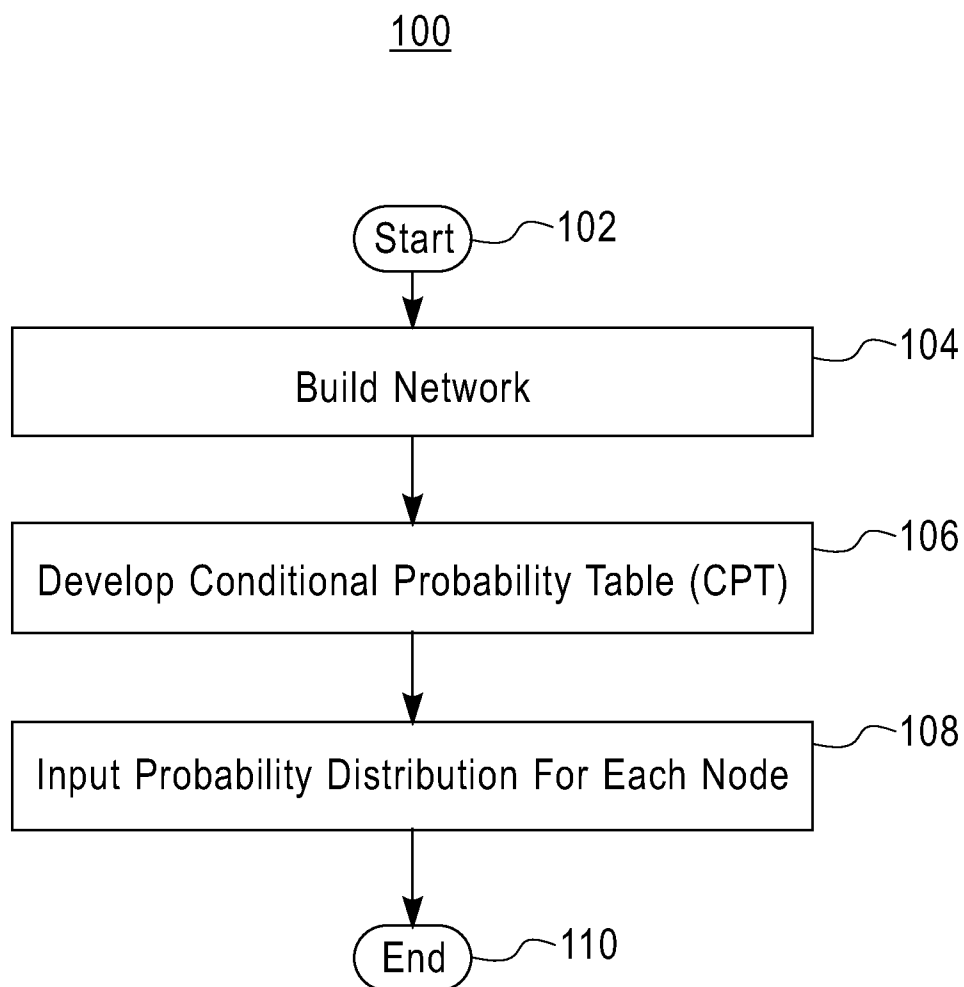 100
Start
102
104
Build Network
106
Develop Conditional Probability Table (CPT)
108
Input Probability Distribution For Each Node
End
110